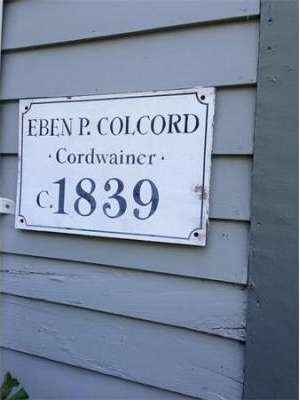 EBEN P. COLCORD
· Cordwainer ·
C. 1839